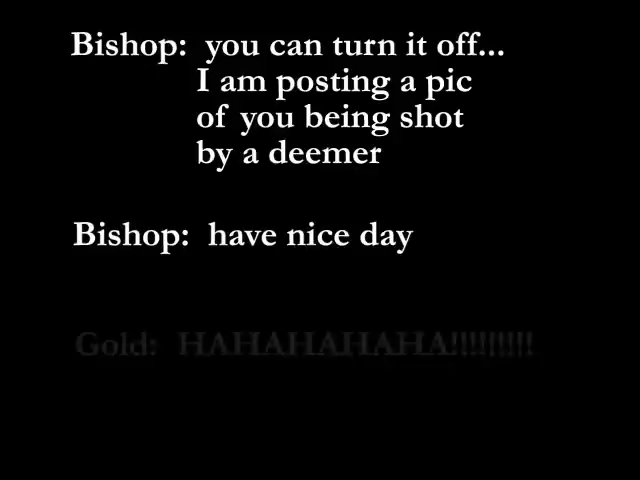 Bishop: you can turn it off...
I am posting a pic
of you being shot
by a deemer
Bishop: have nice day
Gold: HAHAHAHAHA!!!!!!!!!